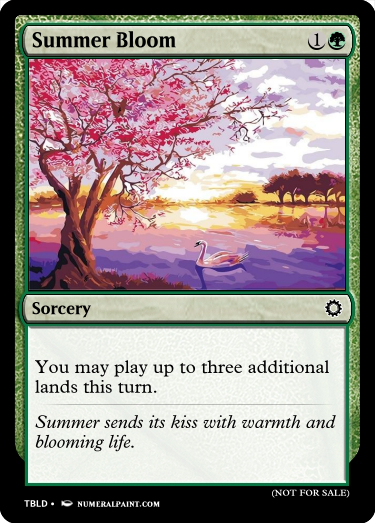 Summer Bloom 1
Sorcery
You may play up to three additional
lands this turn.
Summer sends its kiss with warmth and
blooming life.
(NOT FOR SALE)
TBLD • NUMERALPAINT.COM